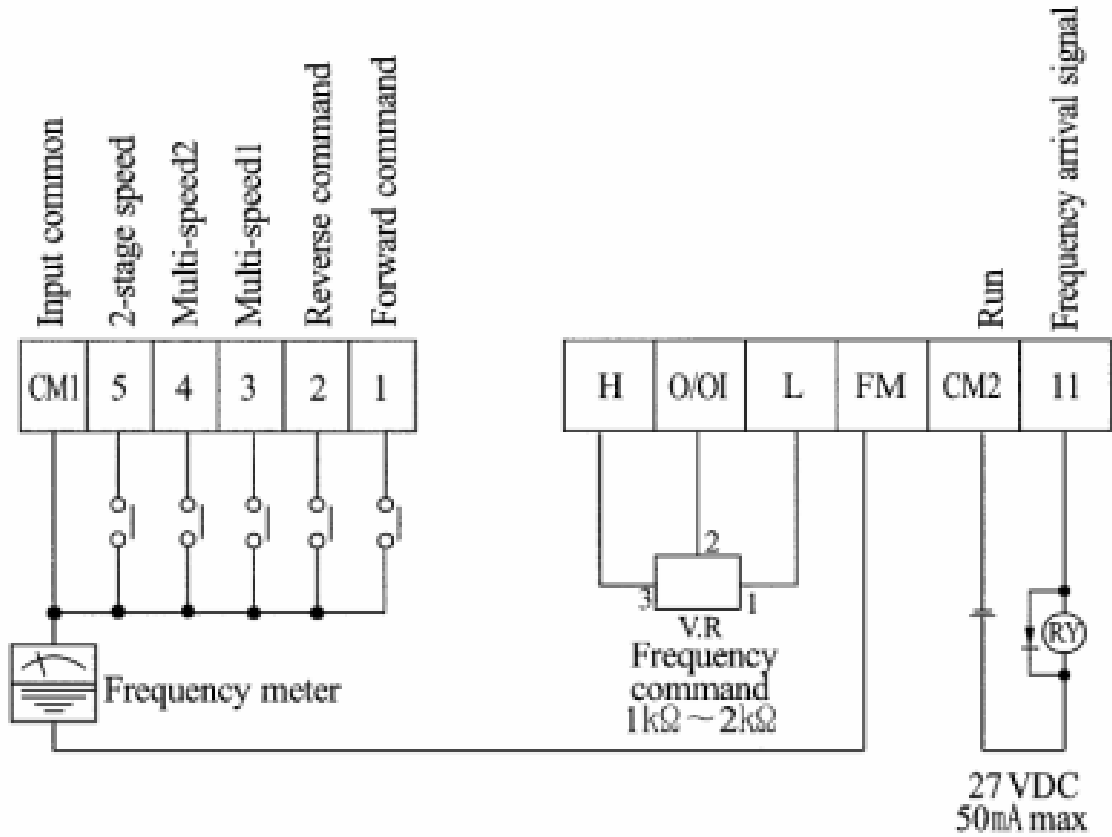 Input common
2-stage speed
Multi-speed2
Multi-speed1
Reverse command
Forward command
Run
Frequency arrival signal
CM1 5 4 3 2 1
H O/OI L FM CM2 11
2
3
1
V.R
Frequency
command
1kΩ～2kΩ
RY
Frequency meter
27 VDC
50mA max